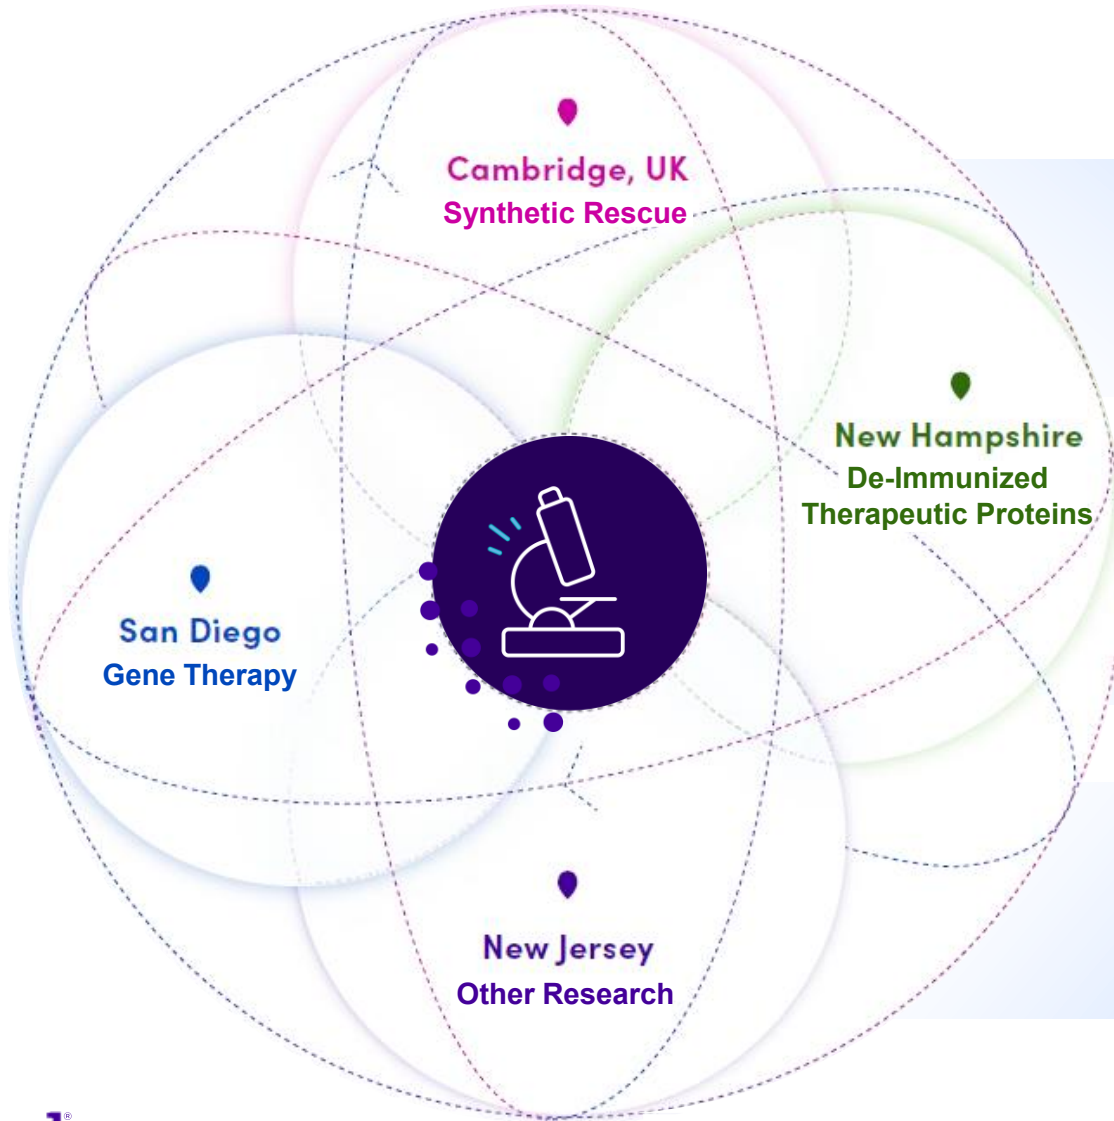 Cambridge, UK
Synthetic Rescue
New Hampshire
De-Immunized
Therapeutic Proteins
San Diego
Gene Therapy
New Jersey
Other Research
®